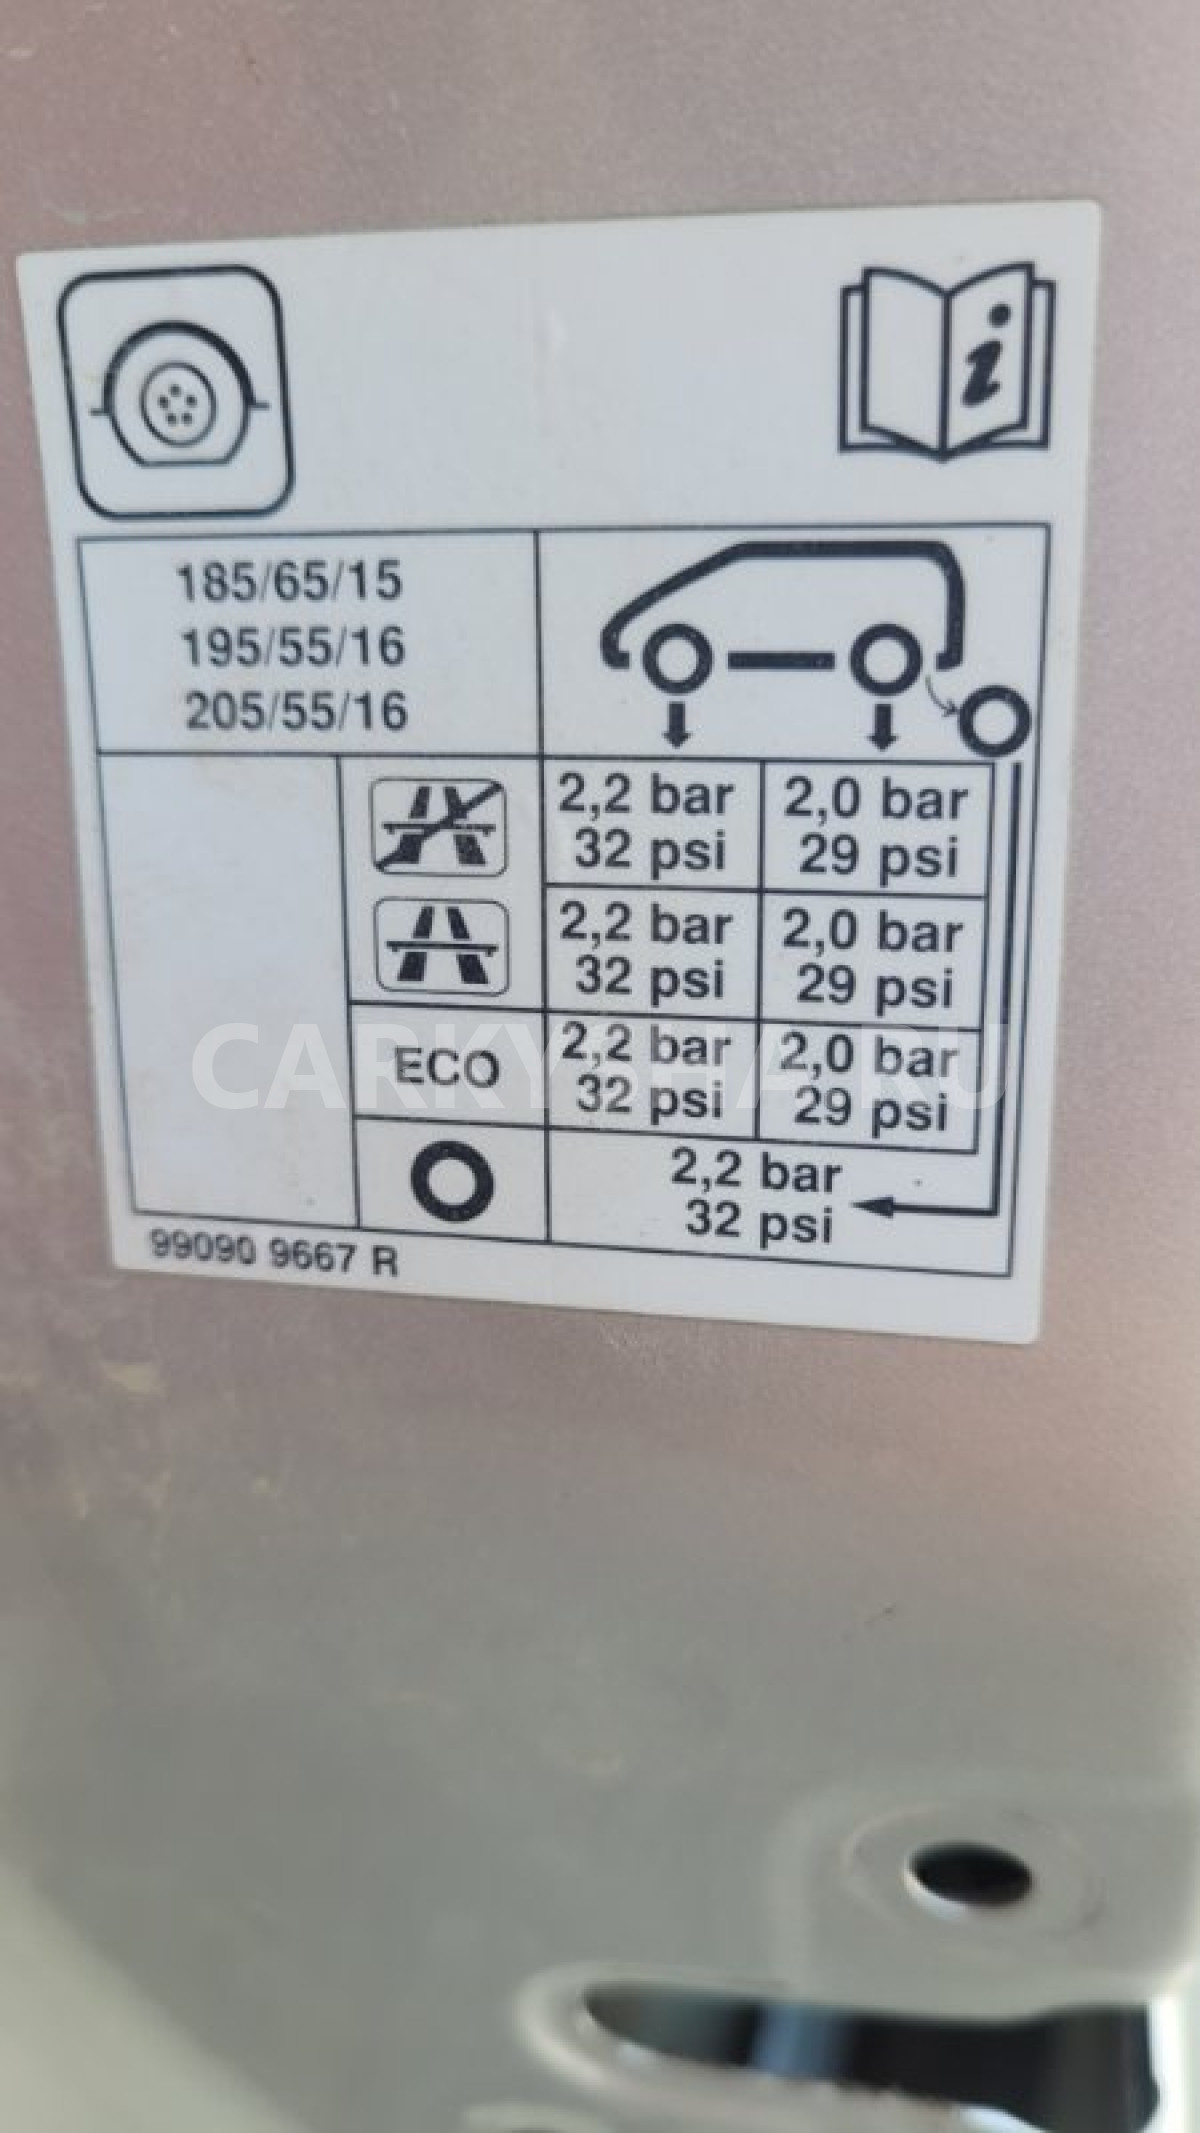 i
185/65/15
195/55/16
205/55/16
2,2 bar 2,0 bar
32 psi 29 psi
2,2 bar 2,0 bar
32 psi 29 psi
ECO 2,2 bar 2,0 bar
32 psi 29 psi
2,2 bar
32 psi
99090 9667 R
CARKYSHA.RU